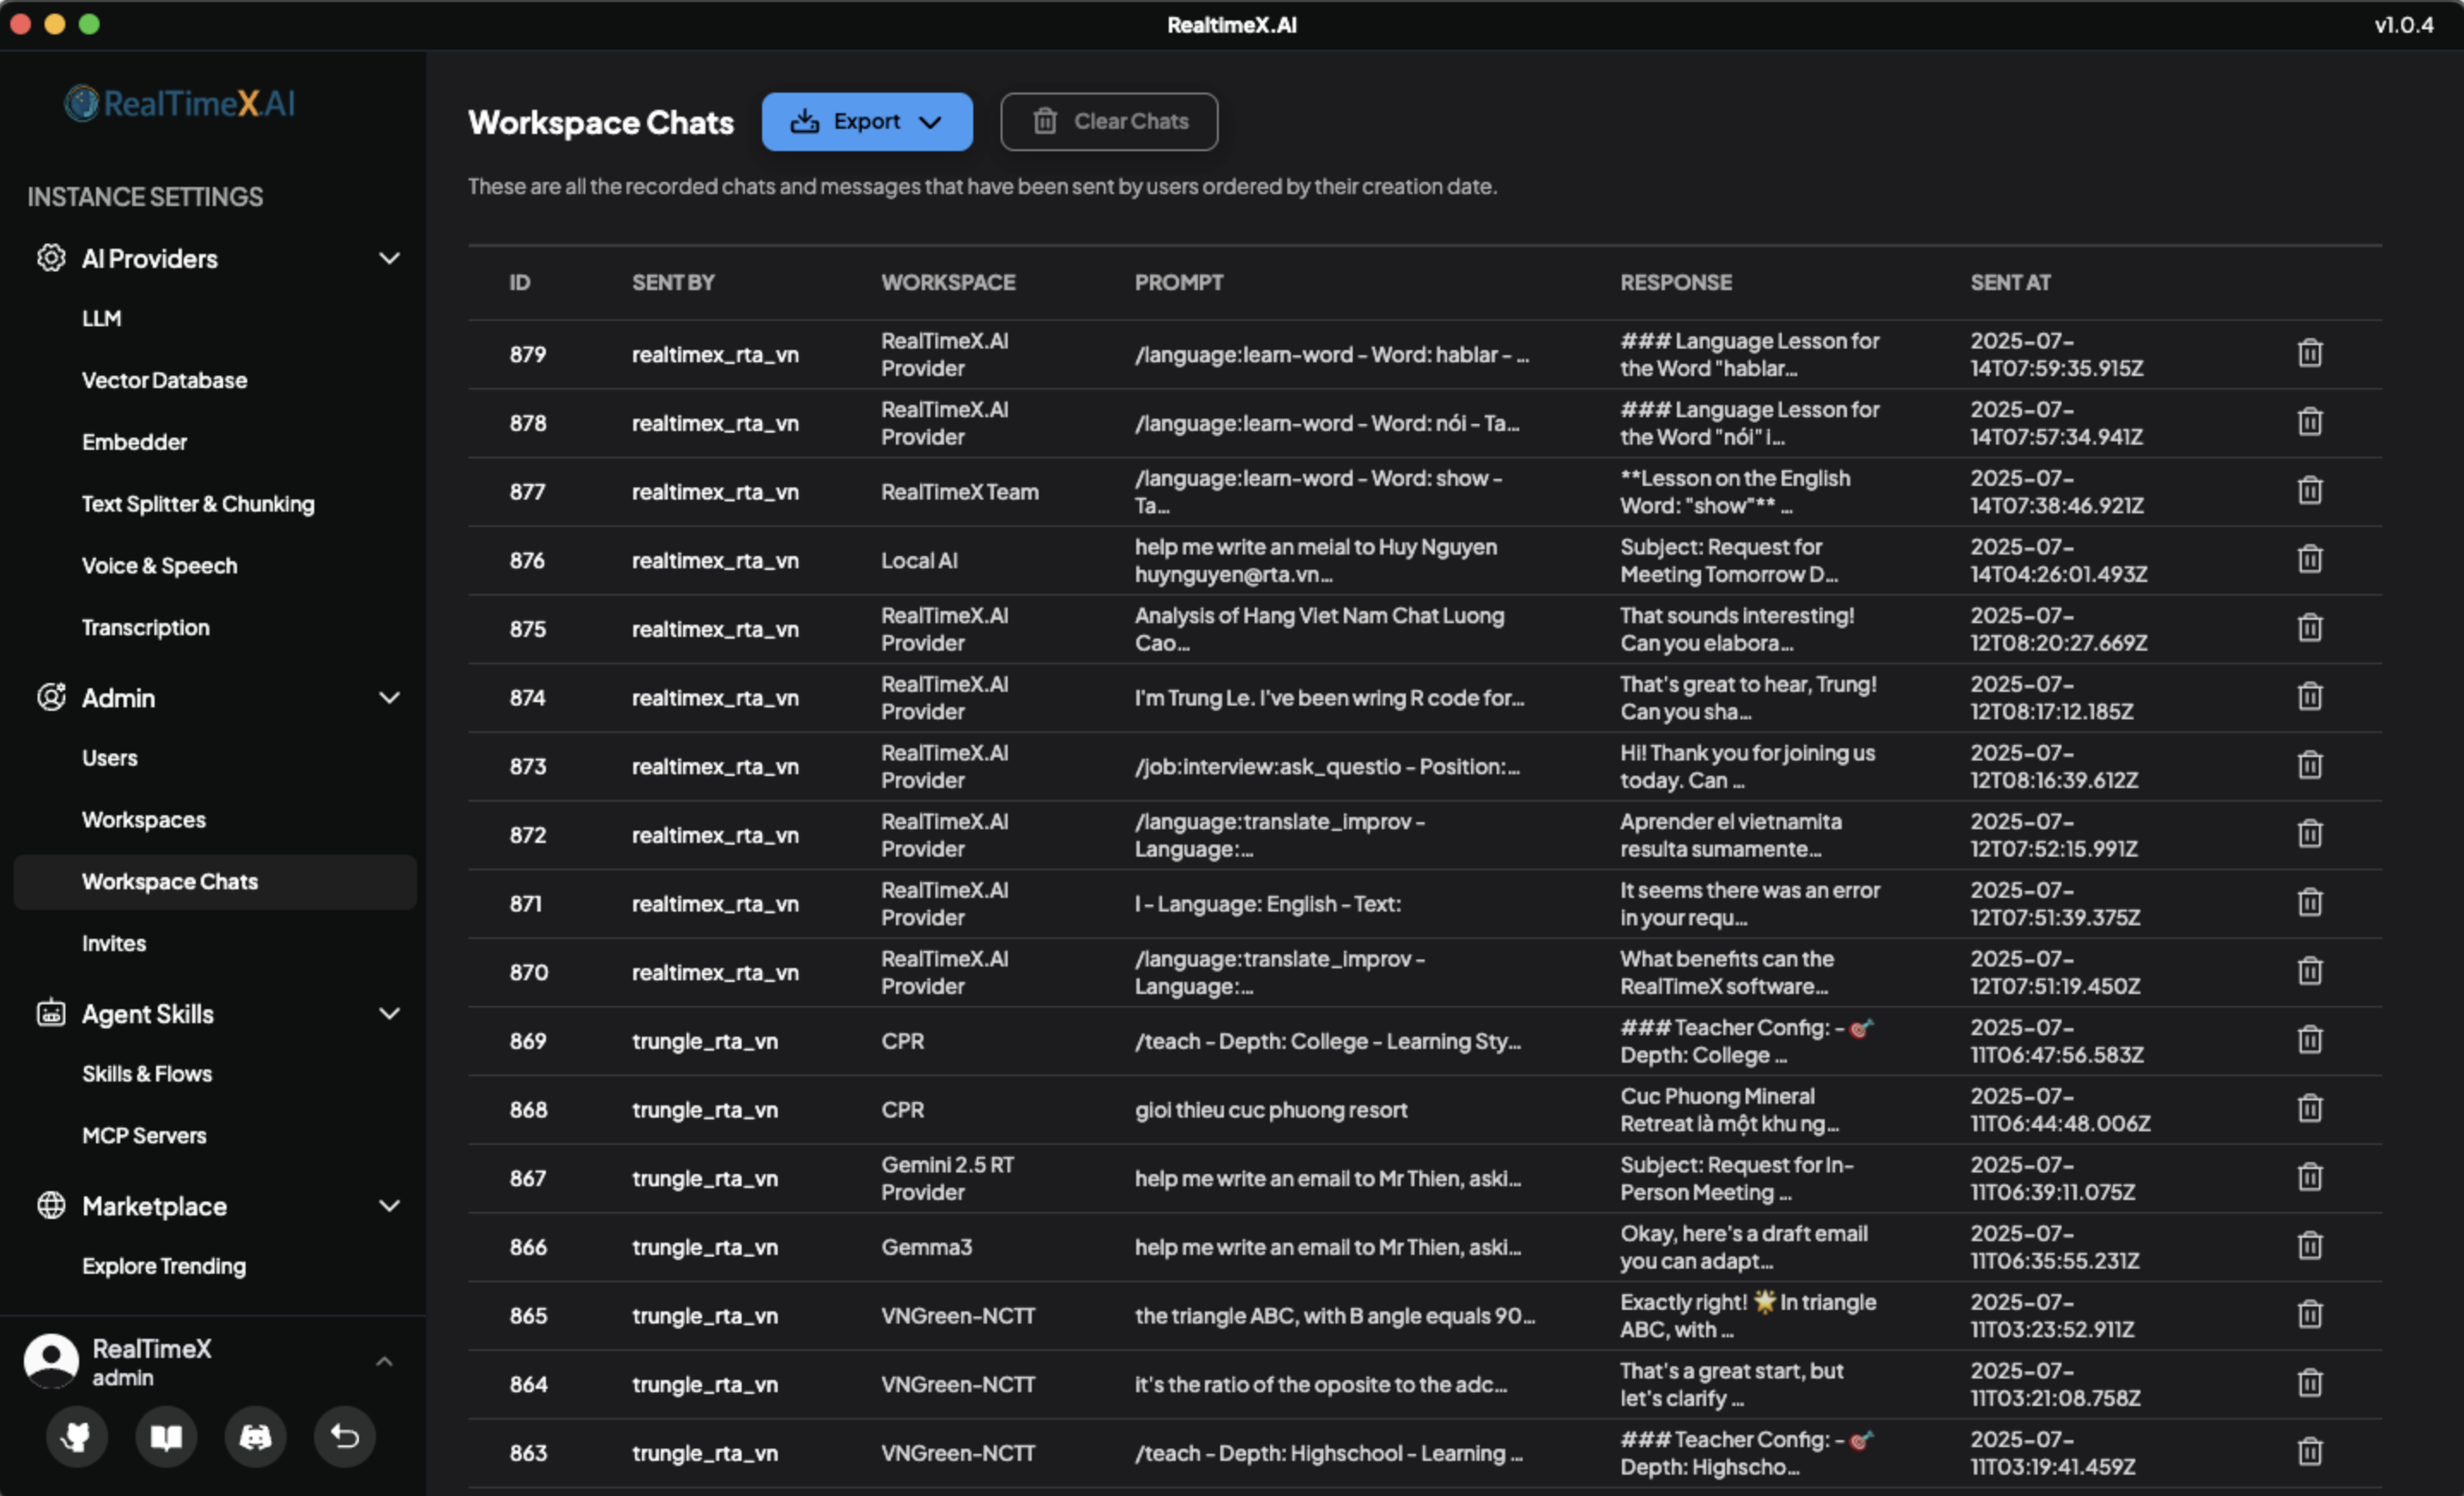 RealtimeX.AI
v1.0.4
RealTimeX.AI
INSTANCE SETTINGS
AI Providers
LLM
Vector Database
Embedder
Text Splitter & Chunking
Voice & Speech
Transcription
Admin
Users
Workspaces
Workspace Chats
Invites
Agent Skills
Skills & Flows
MCP Servers
Marketplace
Explore Trending
RealTimeX
admin
Workspace Chats
Export
Clear Chats
These are all the recorded chats and messages that have been sent by users ordered by their creation date.
ID SENT BY WORKSPACE PROMPT RESPONSE SENT AT
879 realtimex_rta_vn RealTimeX.AI Provider /language:learn-word - Word: hablar - ... ### Language Lesson for the Word "hablar... 2025-07-14T07:59:35.915Z
878 realtimex_rta_vn RealTimeX.AI Provider /language:learn-word - Word: nói - Ta... ### Language Lesson for the Word "nói" i... 2025-07-14T07:57:34.941Z
877 realtimex_rta_vn RealTimeX Team /language:learn-word - Word: show - Ta... **Lesson on the English Word: "show"** ... 2025-07-14T07:38:46.921Z
876 realtimex_rta_vn Local AI help me write an meial to Huy Nguyen huynguyen@rta.vn... Subject: Request for Meeting Tomorrow D... 2025-07-14T04:26:01.493Z
875 realtimex_rta_vn RealTimeX.AI Provider Analysis of Hang Viet Nam Chat Luong Cao... That sounds interesting! Can you elabora... 2025-07-12T08:20:27.669Z
874 realtimex_rta_vn RealTimeX.AI Provider I'm Trung Le. I've been wring R code for... That's great to hear, Trung! Can you sha... 2025-07-12T08:17:12.185Z
873 realtimex_rta_vn RealTimeX.AI Provider /job:interview:ask_questio - Position:... Hi! Thank you for joining us today. Can ... 2025-07-12T08:16:39.612Z
872 realtimex_rta_vn RealTimeX.AI Provider /language:translate_improv - Language:... Aprender el vietnamita resulta sumamente... 2025-07-12T07:52:15.991Z
871 realtimex_rta_vn RealTimeX.AI Provider l - Language: English - Text: It seems there was an error in your requ... 2025-07-12T07:51:39.375Z
870 realtimex_rta_vn RealTimeX.AI Provider /language:translate_improv - Language:... What benefits can the RealTimeX software... 2025-07-12T07:51:19.450Z
869 trungle_rta_vn CPR /teach - Depth: College - Learning Sty... ### Teacher Config: - 🎯 Depth: College ... 2025-07-11T06:47:56.583Z
868 trungle_rta_vn CPR gioi thieu cuc phuong resort Cuc Phuong Mineral Retreat là một khu ng... 2025-07-11T06:44:48.006Z
867 trungle_rta_vn Gemini 2.5 RT Provider help me write an email to Mr Thien, aski... Subject: Request for In-Person Meeting ... 2025-07-11T06:39:11.075Z
866 trungle_rta_vn Gemma3 help me write an email to Mr Thien, aski... Okay, here's a draft email you can adapt... 2025-07-11T06:35:55.231Z
865 trungle_rta_vn VNGreen-NCTT the triangle ABC, with B angle equals 90... Exactly right! 🌟 In triangle ABC, with ... 2025-07-11T03:23:52.911Z
864 trungle_rta_vn VNGreen-NCTT it's the ratio of the oposite to the adc... That's a great start, but let's clarify ... 2025-07-11T03:21:08.758Z
863 trungle_rta_vn VNGreen-NCTT /teach - Depth: Highschool - Learning ... ### Teacher Config: - 🎯 Depth: Highscho... 2025-07-11T03:19:41.459Z